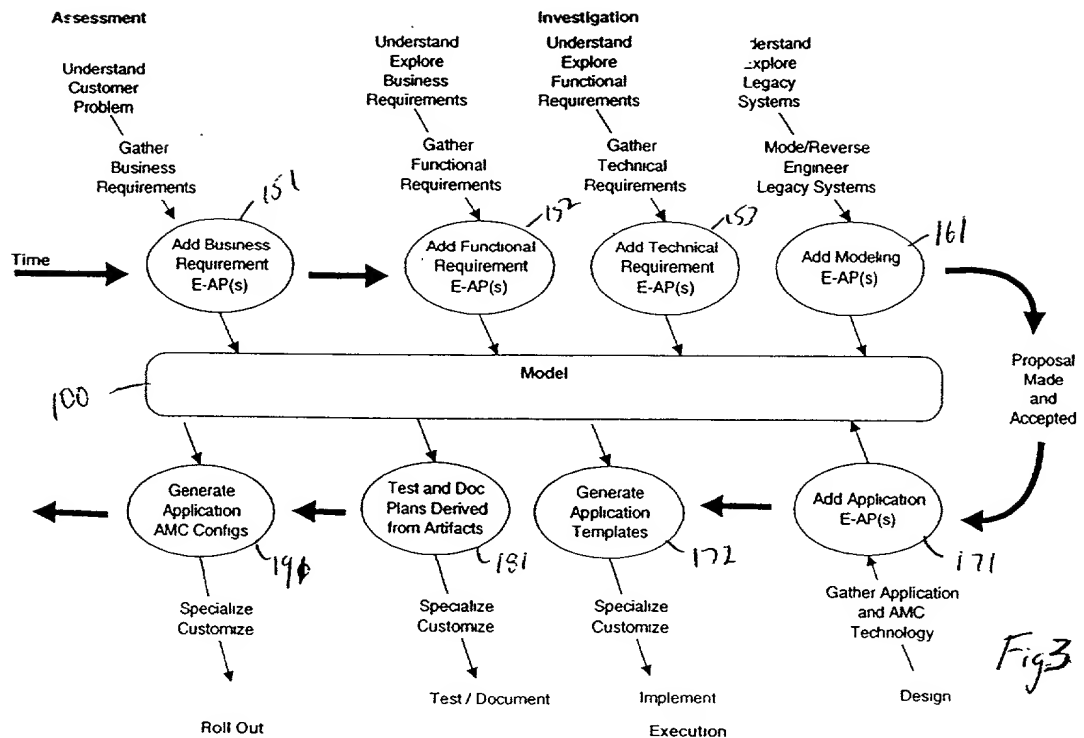 Assessment
Investigation
Understand
Customer
Problem
Gather
Business
Requirements
Understand
Explore
Business
Requirements
Gather
Functional
Requirements
Understand
Explore
Functional
Requirements
Gather
Technical
Requirements
Legacy
Systems
Mode/Reverse
Engineer
Legacy Systems
151
152
153
161
Time
Add Business
Requirement
E-AP(s)
Add Functional
Requirement
E-AP(s)
Add Technical
Requirement
E-AP(s)
Add Modeling
E-AP(s)
Model
100
Proposal
Made
and
Accepted
Generate
Application
AMC Configs
Test and Doc
Plans Derived
from Artifacts
181
Generate
Application
Templates
172
Add Application
E-AP(s)
171
Specialize
Customize
Specialize
Customize
Specialize
Customize
Gather Application
and AMC
Technology
Roll Out
Test / Document
Implement
Execution
Design
Fig.3